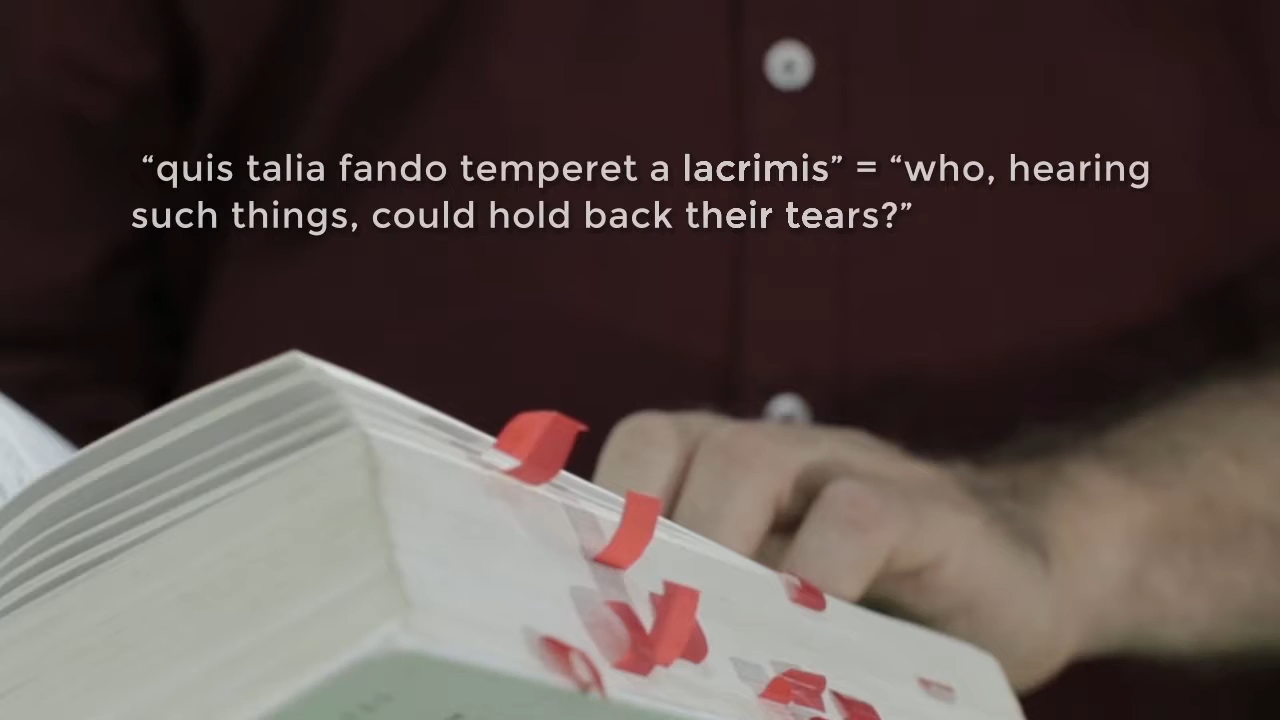 “quis talia fando temperet a lacrimis” = “who, hearing
such things, could hold back their tears?”